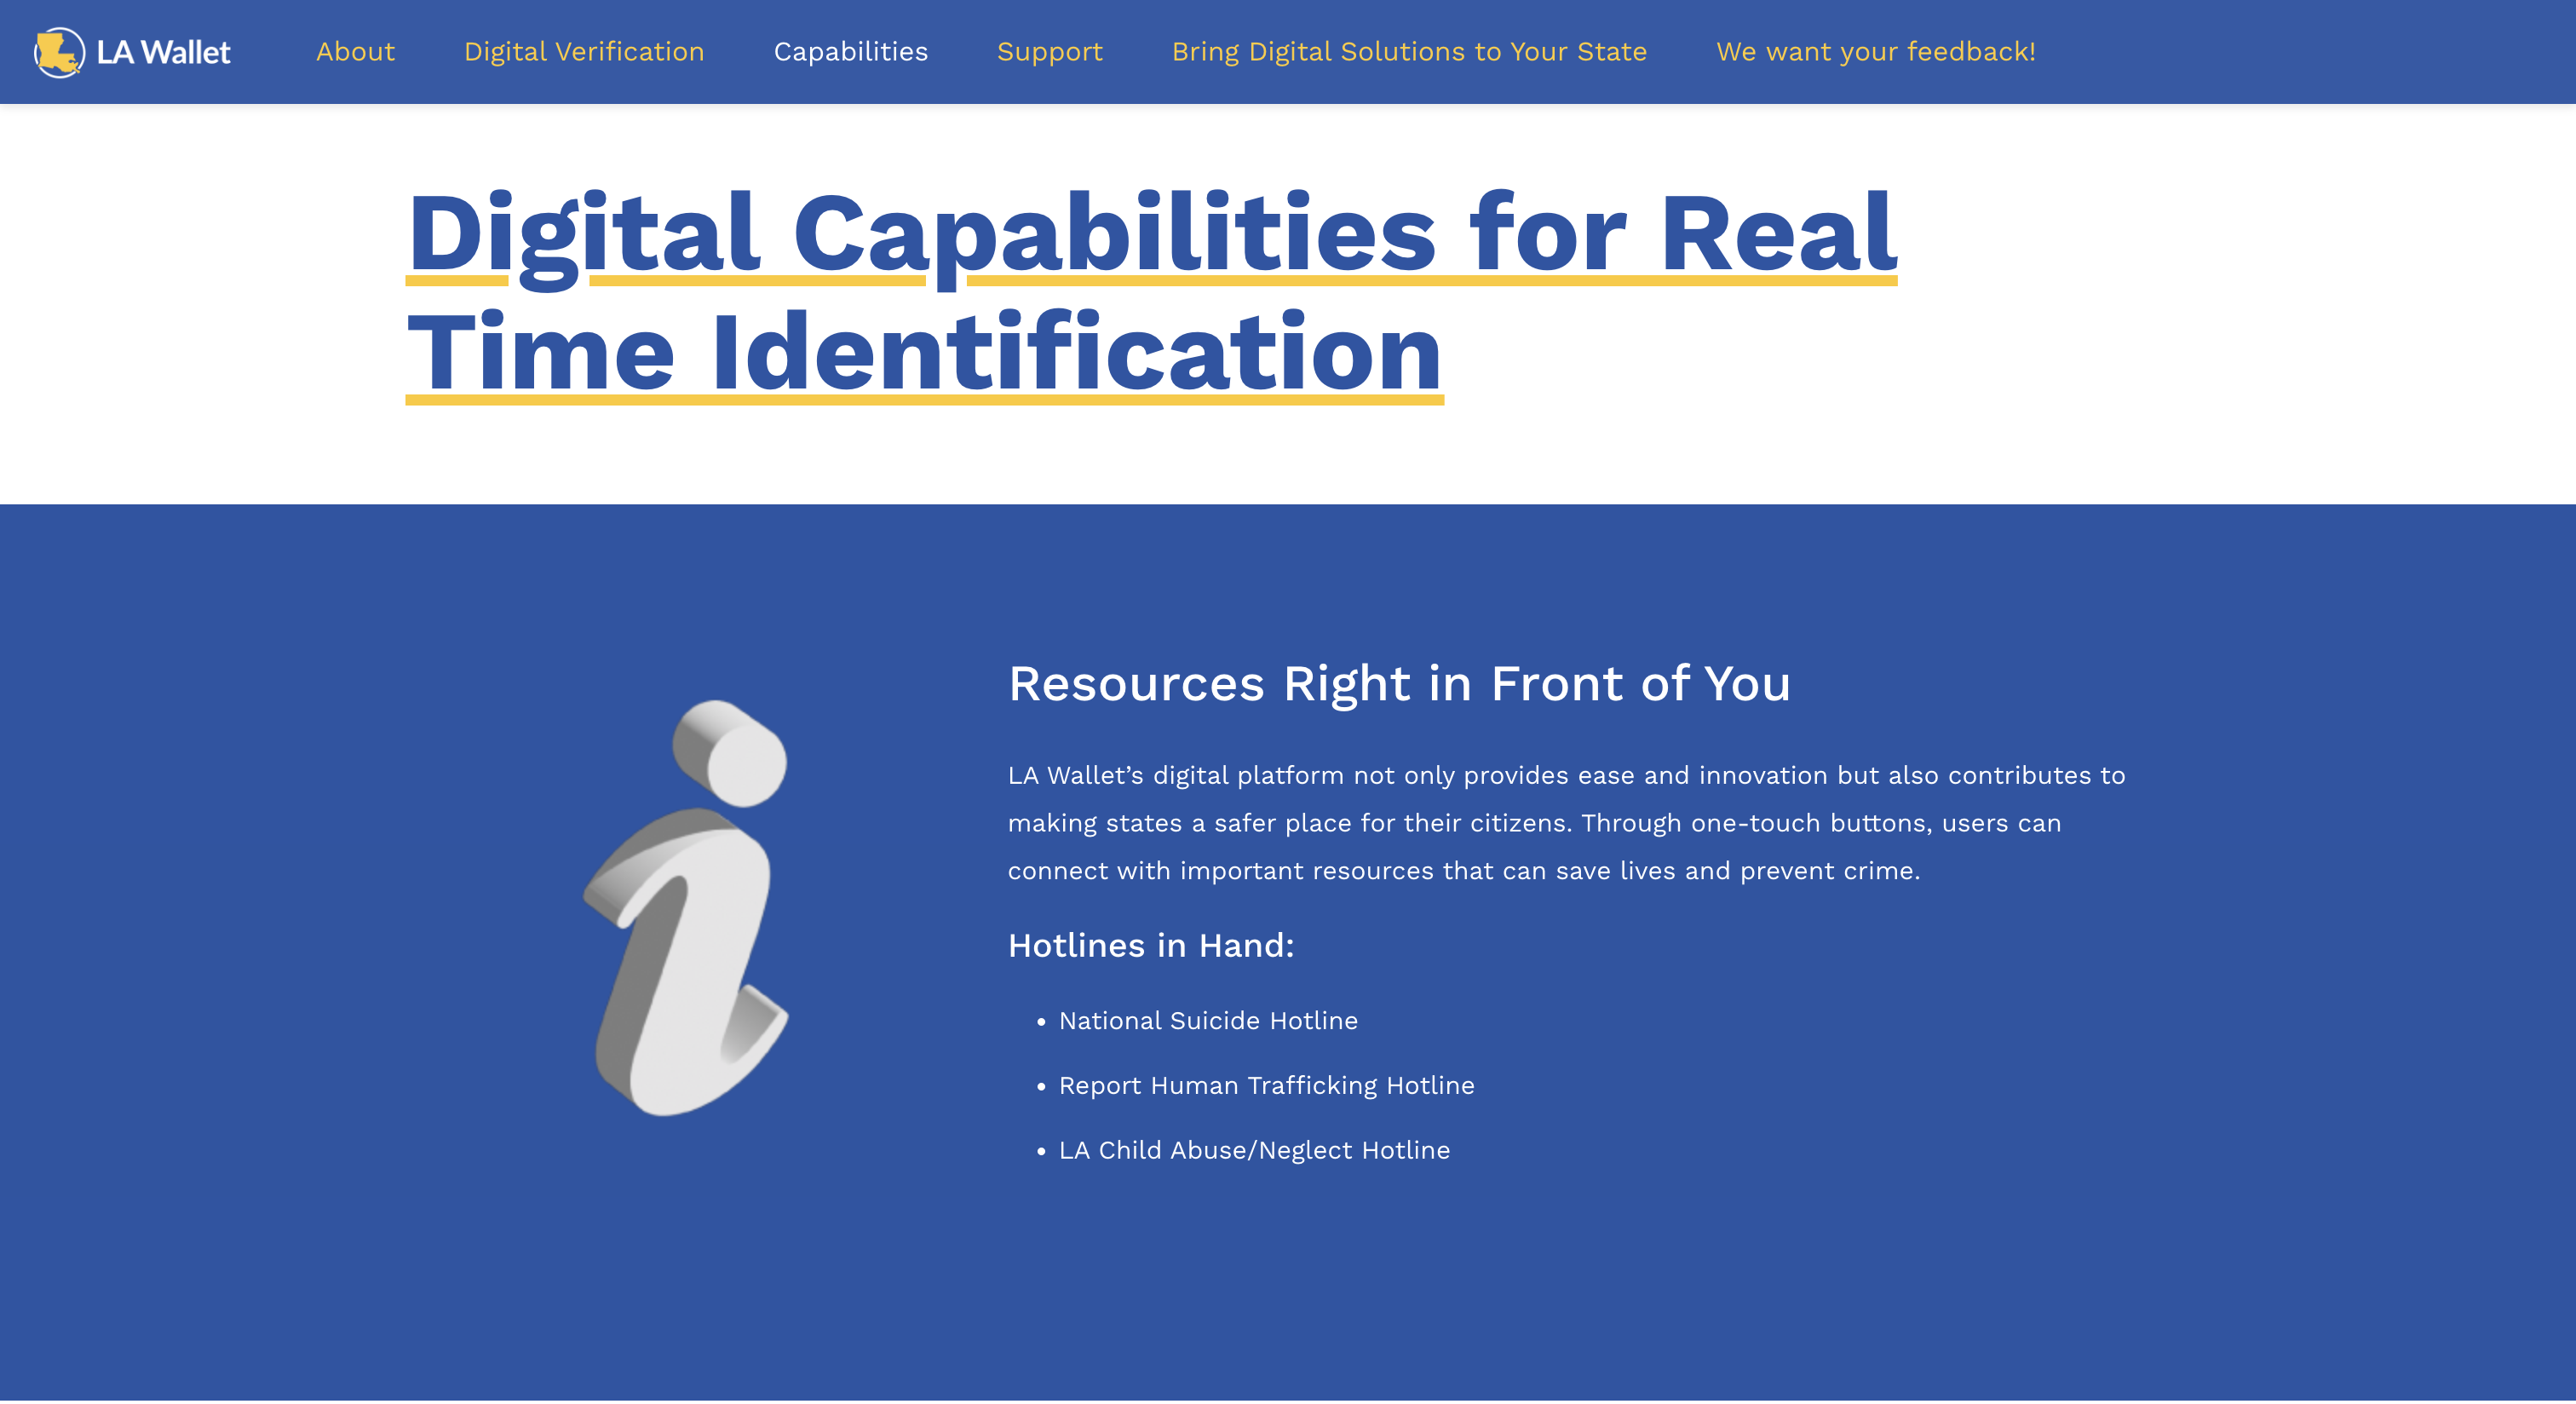 LA Wallet
About
Digital Verification
Capabilities
Support
Bring Digital Solutions to Your State
We want your feedback!
Digital Capabilities for Real
Time Identification
Resources Right in Front of You
LA Wallet’s digital platform not only provides ease and innovation but also contributes to
making states a safer place for their citizens. Through one-touch buttons, users can
connect with important resources that can save lives and prevent crime.
Hotlines in Hand:
• National Suicide Hotline
• Report Human Trafficking Hotline
• LA Child Abuse/Neglect Hotline